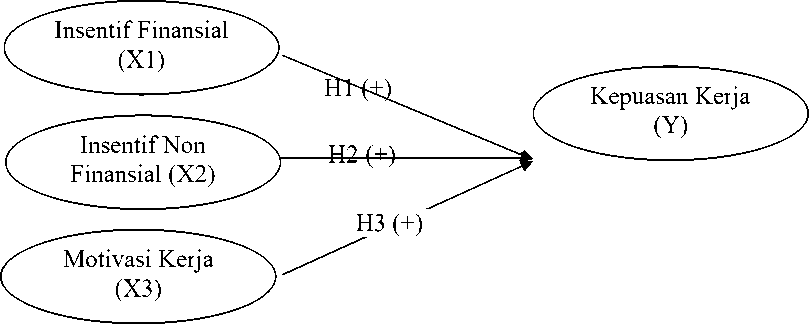 Insentif Finansial
(X1)
H1 (+)
Insentif Non
Finansial (X2)
H2 (+)
Motivasi Kerja
(X3)
H3 (+)
Kepuasan Kerja
(Y)